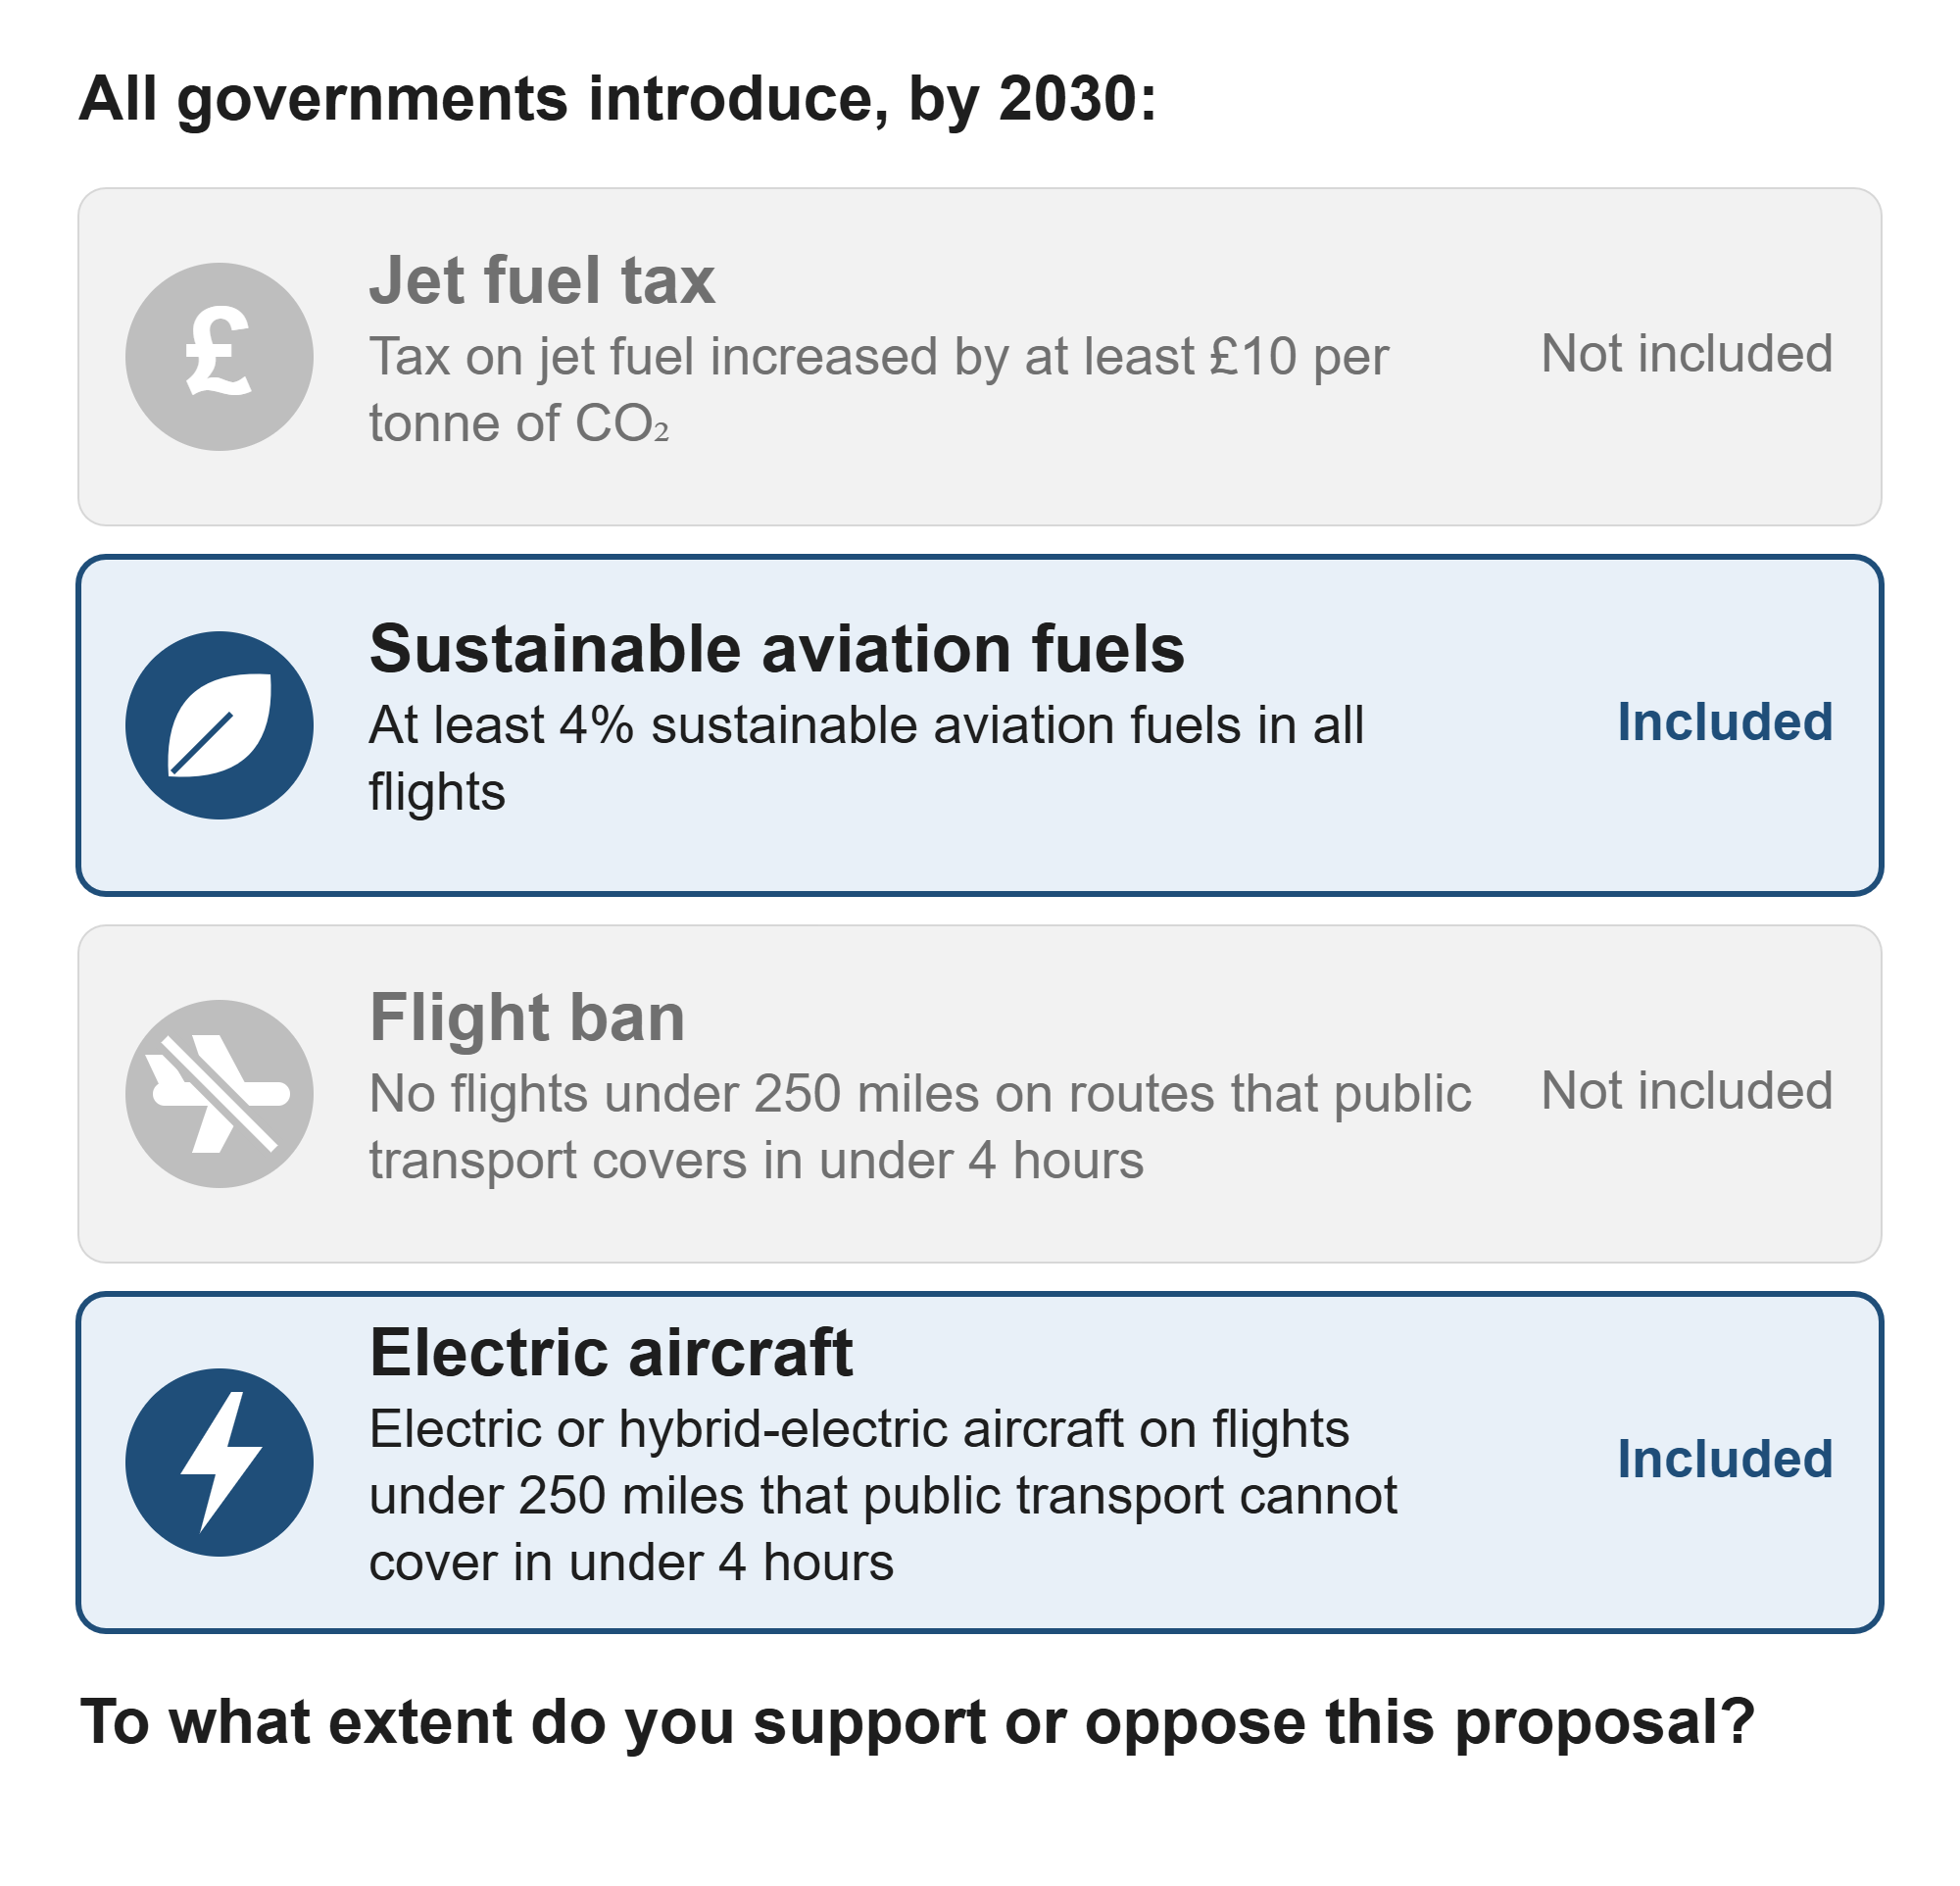 All governments introduce, by 2030:
£
Jet fuel tax
Tax on jet fuel increased by at least £10 per
tonne of CO₂
Not included
Sustainable aviation fuels
At least 4% sustainable aviation fuels in all
flights
Included
Flight ban
No flights under 250 miles on routes that public
transport covers in under 4 hours
Not included
Electric aircraft
Electric or hybrid-electric aircraft on flights
under 250 miles that public transport cannot
cover in under 4 hours
Included
To what extent do you support or oppose this proposal?